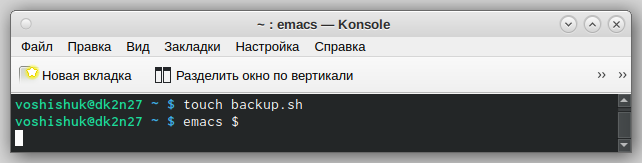 ~ : emacs — Konsole
Файл Правка Вид Закладки Настройка Справка
Новая вкладка Разделить окно по вертикали
voshishuk@dk2n27 ~ $ touch backup.sh
voshishuk@dk2n27 ~ $ emacs $